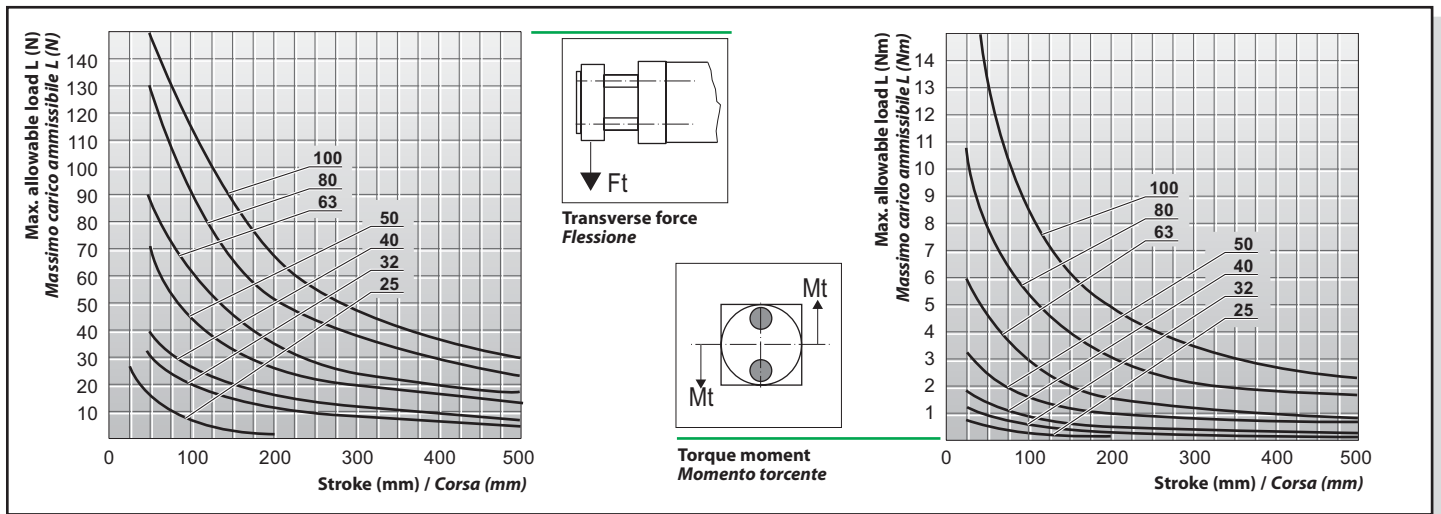 Max. allowable load L (N)
Massimo carico ammissibile L (N)
140
130
120
110
100
90
80
70
60
50
40
30
20
10
100
80
63
50
40
32
25
0 100 200 300 400 500
Stroke (mm) / Corsa (mm)
Ft
Transverse force
Flessione
Mt
Mt
Torque moment
Momento torcente
Max. allowable load L (Nm)
Massimo carico ammissibile L (Nm)
14
13
12
11
10
9
8
7
6
5
4
3
2
1
100
80
63
50
40
32
25
0 100 200 300 400 500
Stroke (mm) / Corsa (mm)